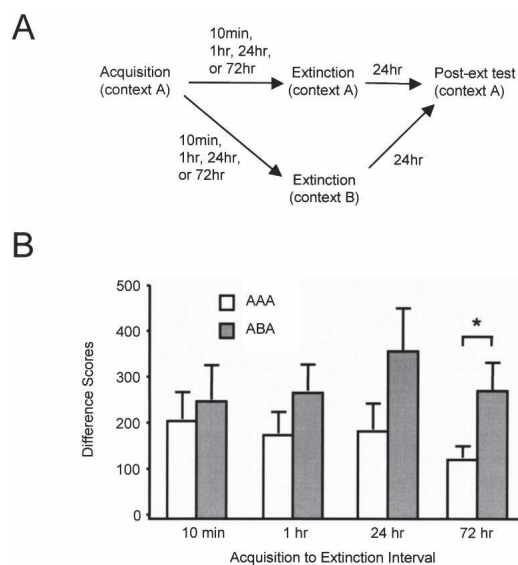 A
Acquisition
(context A)
10min,
1hr, 24hr,
or 72hr
Extinction
(context A)
24hr
Post-ext test
(context A)
10min,
1hr, 24hr,
or 72hr
Extinction
(context B)
24hr
B
Difference Scores
500
400
300
200
100
0
AAA
ABA
*
10 min
1 hr
24 hr
72 hr
Acquisition to Extinction Interval